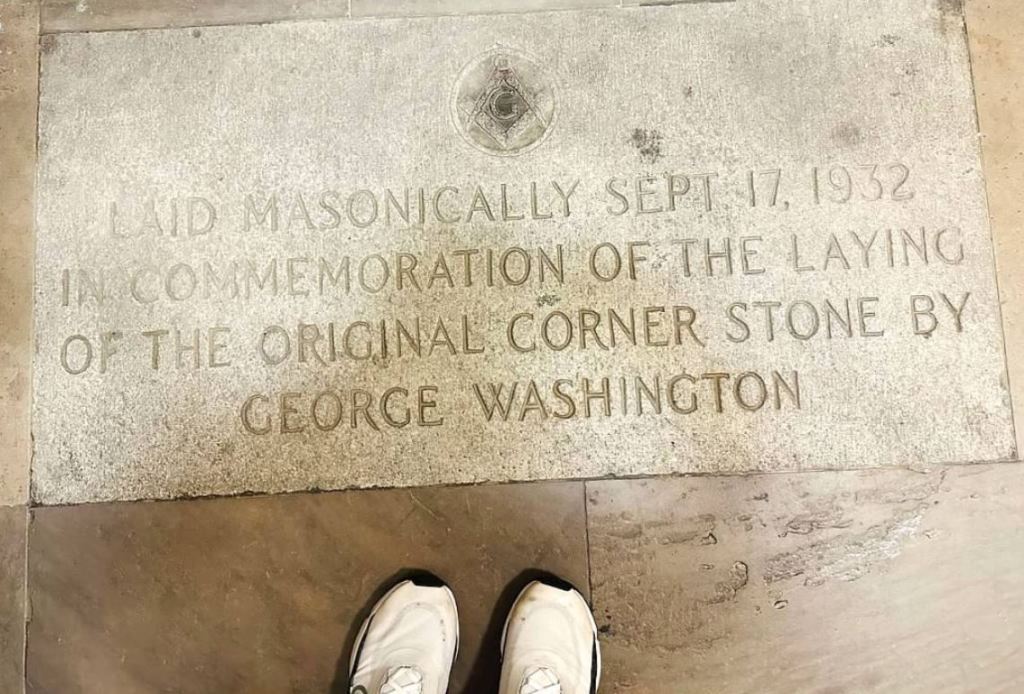 G
LAID MASONICALLY SEPT 17, 1932
IN COMMEMORATION OF THE LAYING
OF THE ORIGINAL CORNER STONE BY
GEORGE WASHINGTON